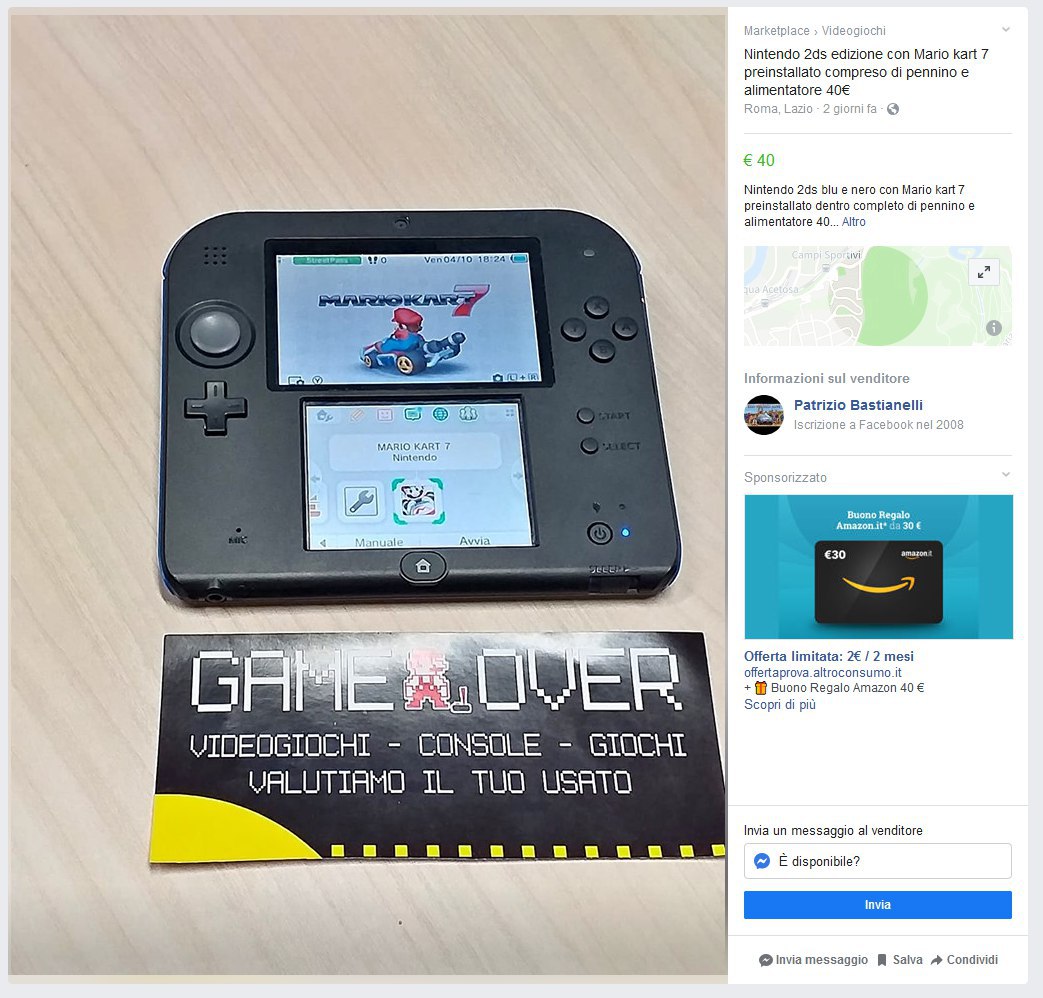 StreetPass 0 Ven 04/10 18:24
MARIOKART 7
Y L + R
MARIO KART 7
Nintendo
Manuale Avvia
START
SELECT
MIC
GAME OVER
VIDEOGIOCHI - CONSOLE - GIOCHI
VALUTIAMO IL TUO USATO
Marketplace › Videogiochi
Nintendo 2ds edizione con Mario kart 7
preinstallato compreso di pennino e
alimentatore 40€
Roma, Lazio · 2 giorni fa ·
€ 40
Nintendo 2ds blu e nero con Mario kart 7
preinstallato dentro completo di pennino e
alimentatore 40... Altro
Campi Sportivi
qua Acetosa
Informazioni sul venditore
Patrizio Bastianelli
Iscrizione a Facebook nel 2008
Sponsorizzato
Buono Regalo
Amazon.it* da 30 €
€30 amazon.it
Offerta limitata: 2€ / 2 mesi
offertaprova.altroconsumo.it
+ 🎁 Buono Regalo Amazon 40 €
Scopri di più
Invia un messaggio al venditore
È disponibile?
Invia
Invia messaggio Salva Condividi